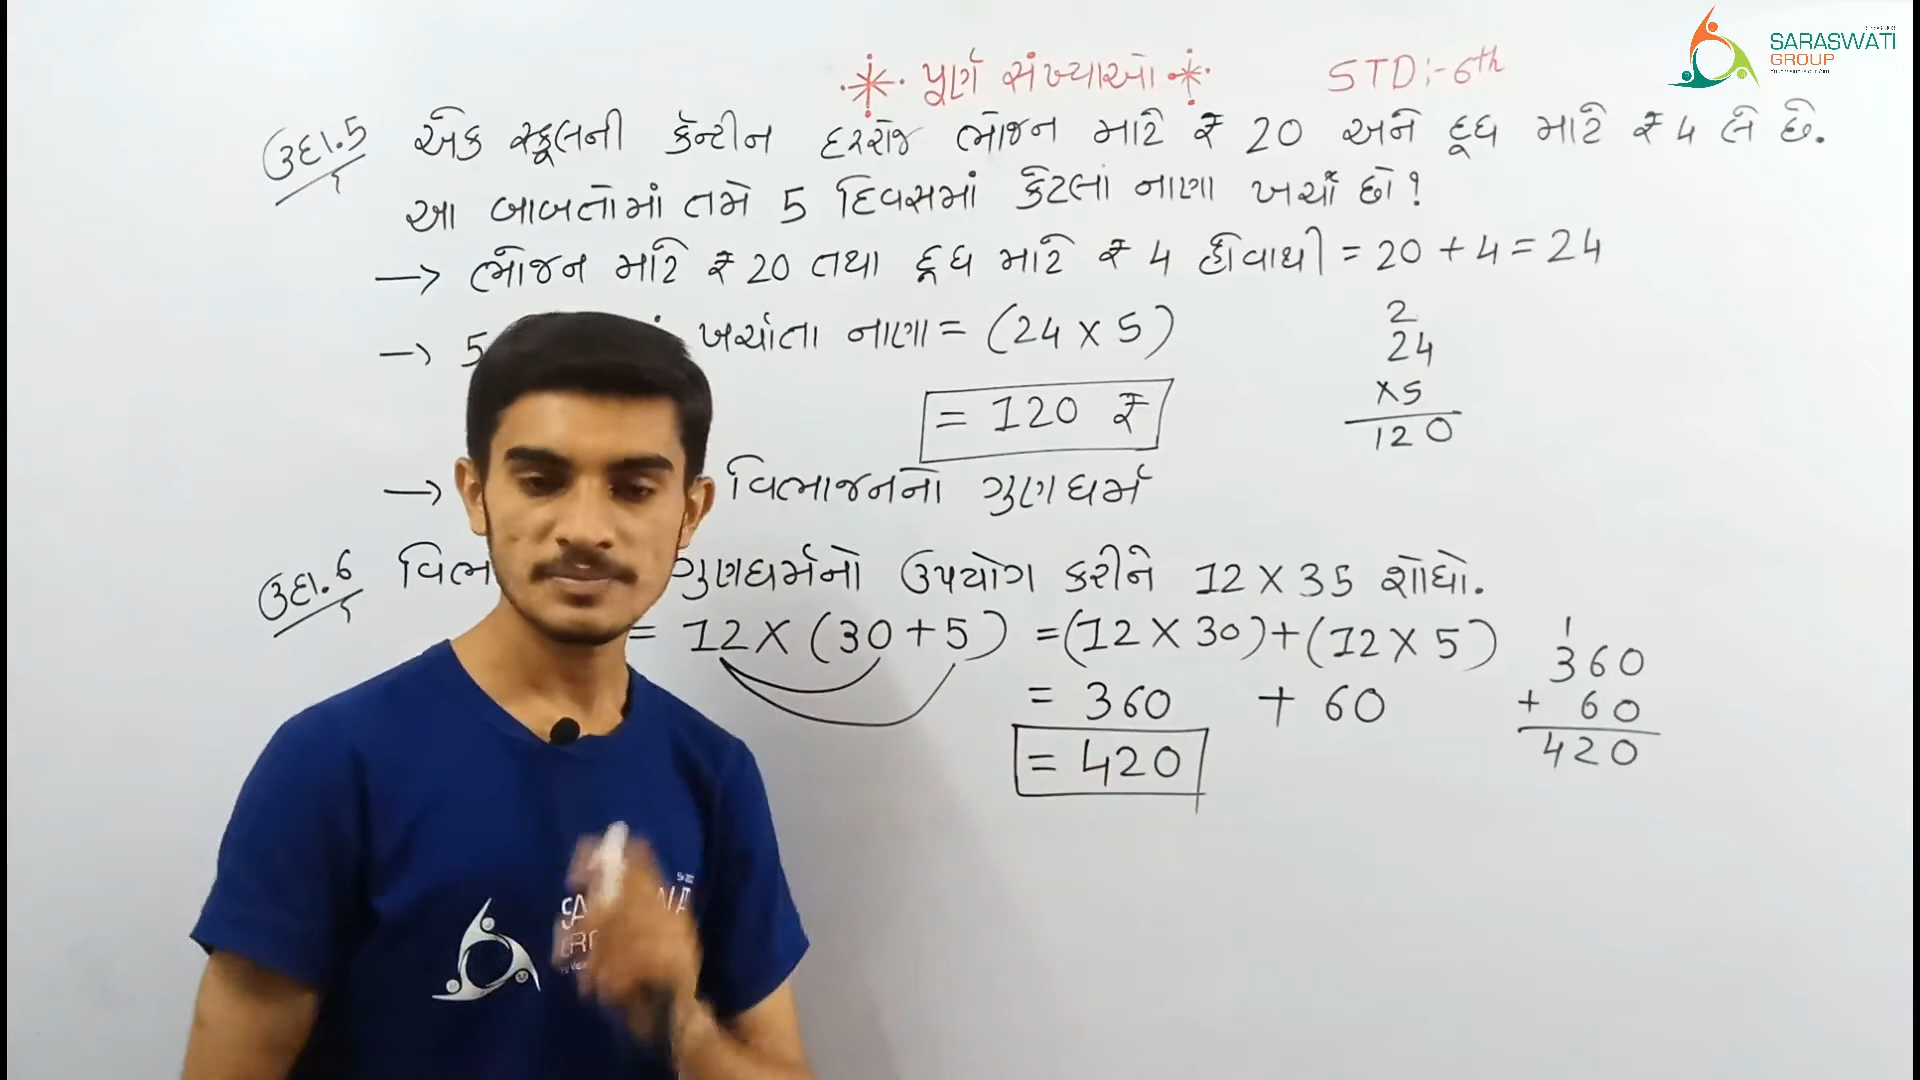 પૂર્ણ સંખ્યાઓ STD:-6th
SARASWATI
GROUP
ઉદા.5 એક સ્કૂલની કેન્ટીન દરરોજ ભોજન માટે ₹ 20 અને દૂધ માટે ₹ 4 લે છે.
આ બાબતોમાં તમે 5 દિવસમાં કેટલા નાણા ખર્ચો છો?
→ ભોજન માટે ₹ 20 તથા દૂધ માટે ₹ 4 હોવાથી = 20 + 4 = 24
→ 5 ખર્ચાતા નાણા = (24 × 5)
= 120 ₹
2
24
×5
120
→ વિભાજનનો ગુણધર્મ
ઉદા.6 ગુણધર્મનો ઉપયોગ કરીને 12 × 35 શોધો.
= 12 × (30 + 5) = (12 × 30) + (12 × 5)
= 360 + 60
= 420
1
360
+ 60
420